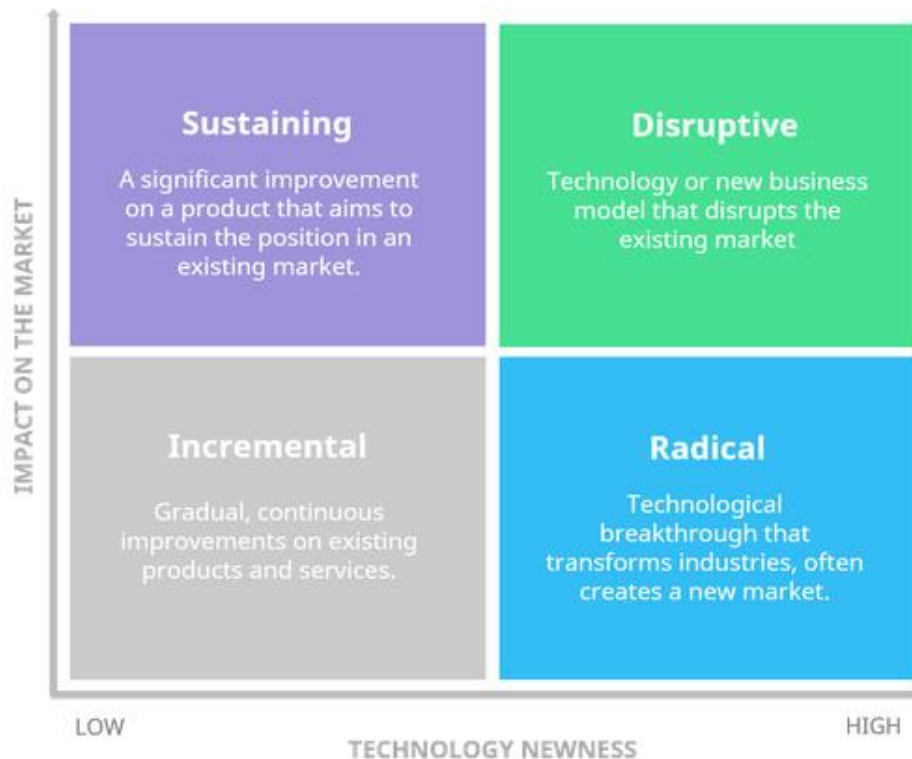 IMPACT ON THE MARKET
Sustaining
A significant improvement
on a product that aims to
sustain the position in an
existing market.
Disruptive
Technology or new business
model that disrupts the
existing market
Incremental
Gradual, continuous
improvements on existing
products and services.
Radical
Technological
breakthrough that
transforms industries, often
creates a new market.
LOW
HIGH
TECHNOLOGY NEWNESS